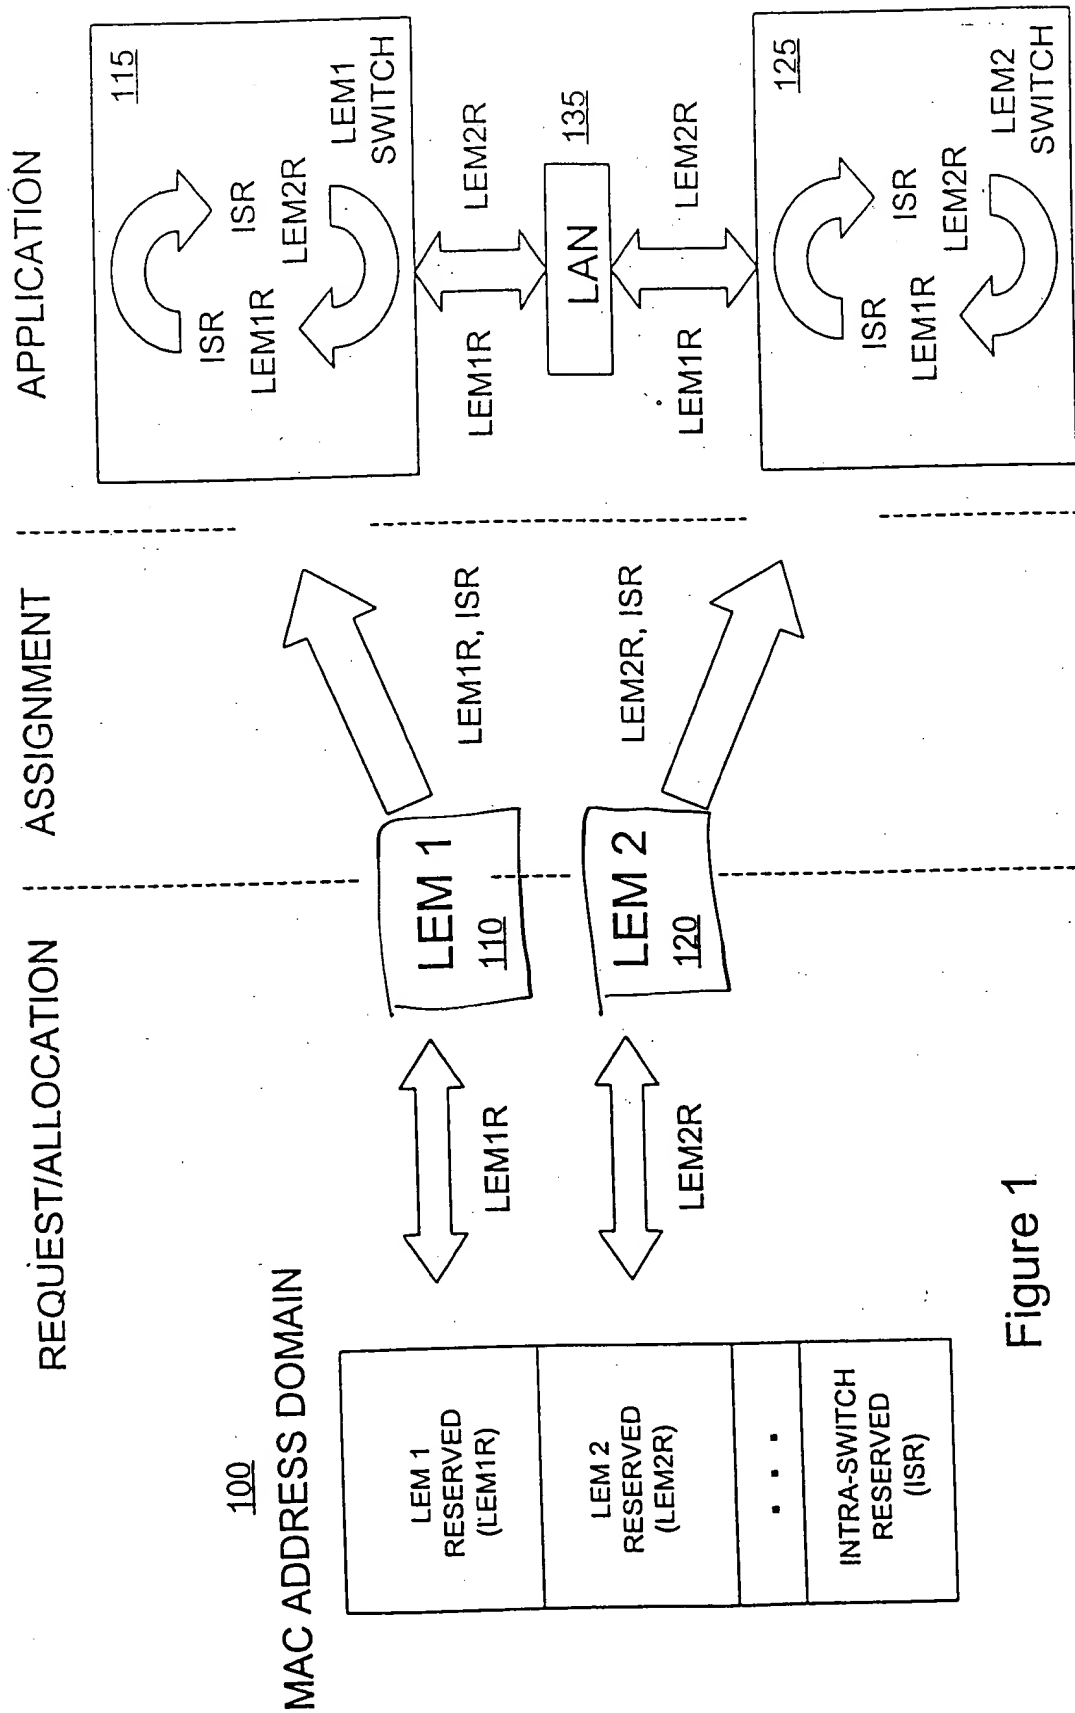 REQUEST/ALLOCATION
ASSIGNMENT
APPLICATION
100
MAC ADDRESS DOMAIN
LEM 1
RESERVED
(LEM1R)
LEM 2
RESERVED
(LEM2R)
. . .
INTRA-SWITCH
RESERVED
(ISR)
LEM1R
LEM2R
LEM 1
110
LEM 2
120
LEM1R, ISR
LEM2R, ISR
115
ISR
ISR
LEM1R
LEM2R
LEM1
SWITCH
LEM1R
LEM2R
LAN
135
LEM1R
LEM2R
125
ISR
ISR
LEM1R
LEM2R
LEM2
SWITCH
Figure 1